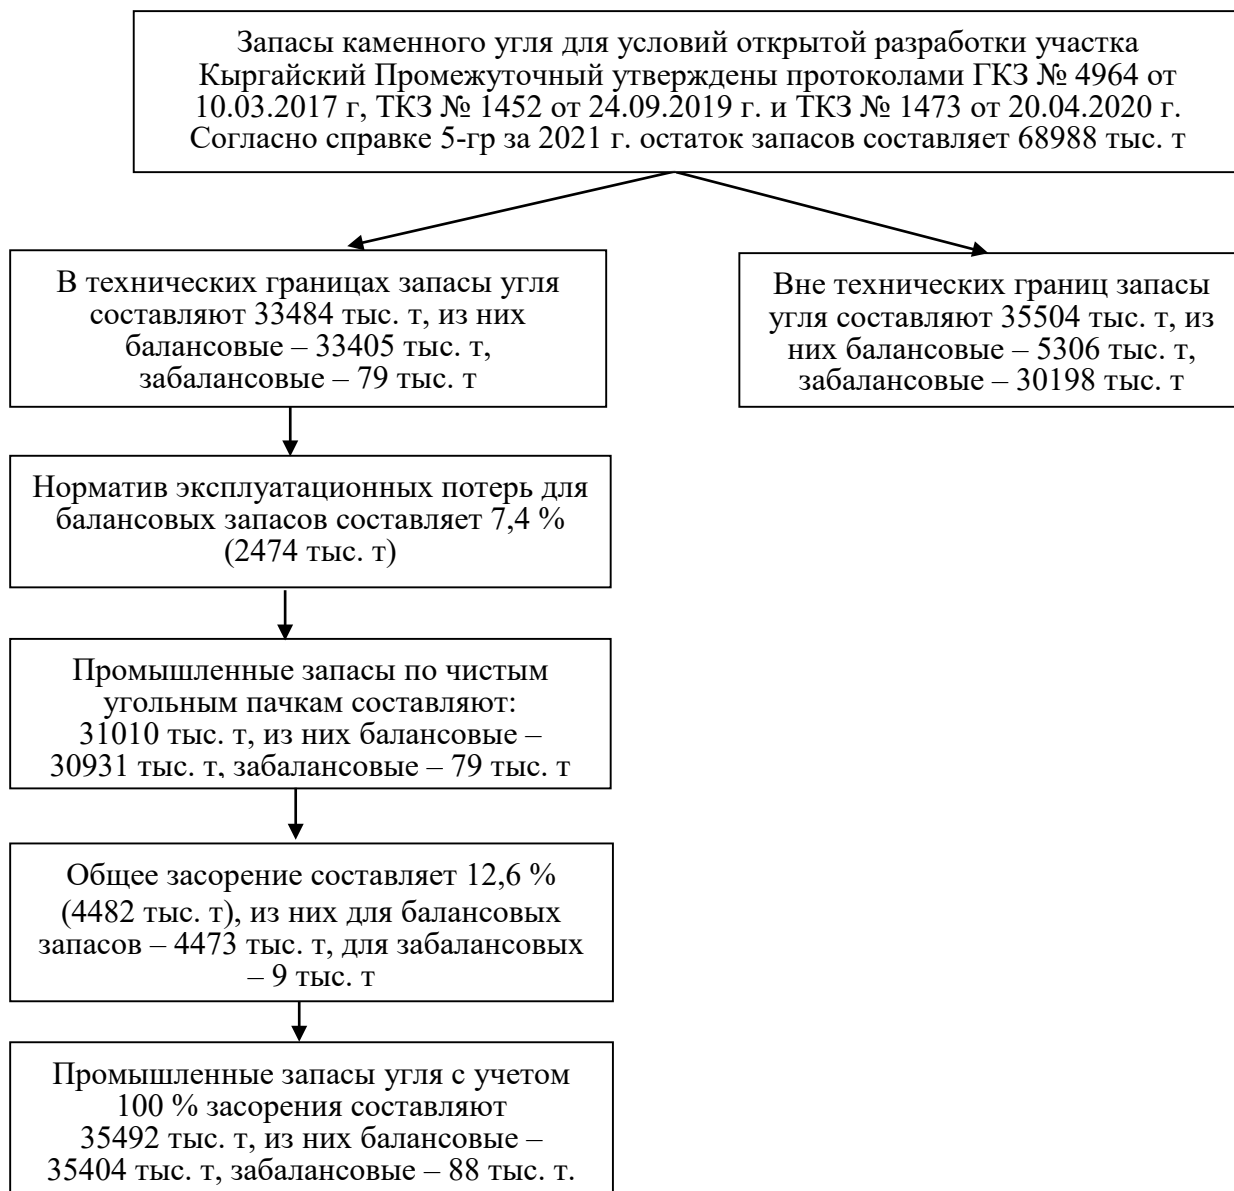 Запасы каменного угля для условий открытой разработки участка
Кыргайский Промежуточный утверждены протоколами ГКЗ № 4964 от
10.03.2017 г, ТКЗ № 1452 от 24.09.2019 г. и ТКЗ № 1473 от 20.04.2020 г.
Согласно справке 5-гр за 2021 г. остаток запасов составляет 68988 тыс. т
В технических границах запасы угля
составляют 33484 тыс. т, из них
балансовые – 33405 тыс. т,
забалансовые – 79 тыс. т
Вне технических границ запасы
угля составляют 35504 тыс. т, из
них балансовые – 5306 тыс. т,
забалансовые – 30198 тыс. т
Норматив эксплуатационных потерь для
балансовых запасов составляет 7,4 %
(2474 тыс. т)
Промышленные запасы по чистым
угольным пачкам составляют:
31010 тыс. т, из них балансовые –
30931 тыс. т, забалансовые – 79 тыс. т
Общее засорение составляет 12,6 %
(4482 тыс. т), из них для балансовых
запасов – 4473 тыс. т, для забалансовых
– 9 тыс. т
Промышленные запасы угля с учетом
100 % засорения составляют
35492 тыс. т, из них балансовые –
35404 тыс. т, забалансовые – 88 тыс. т.